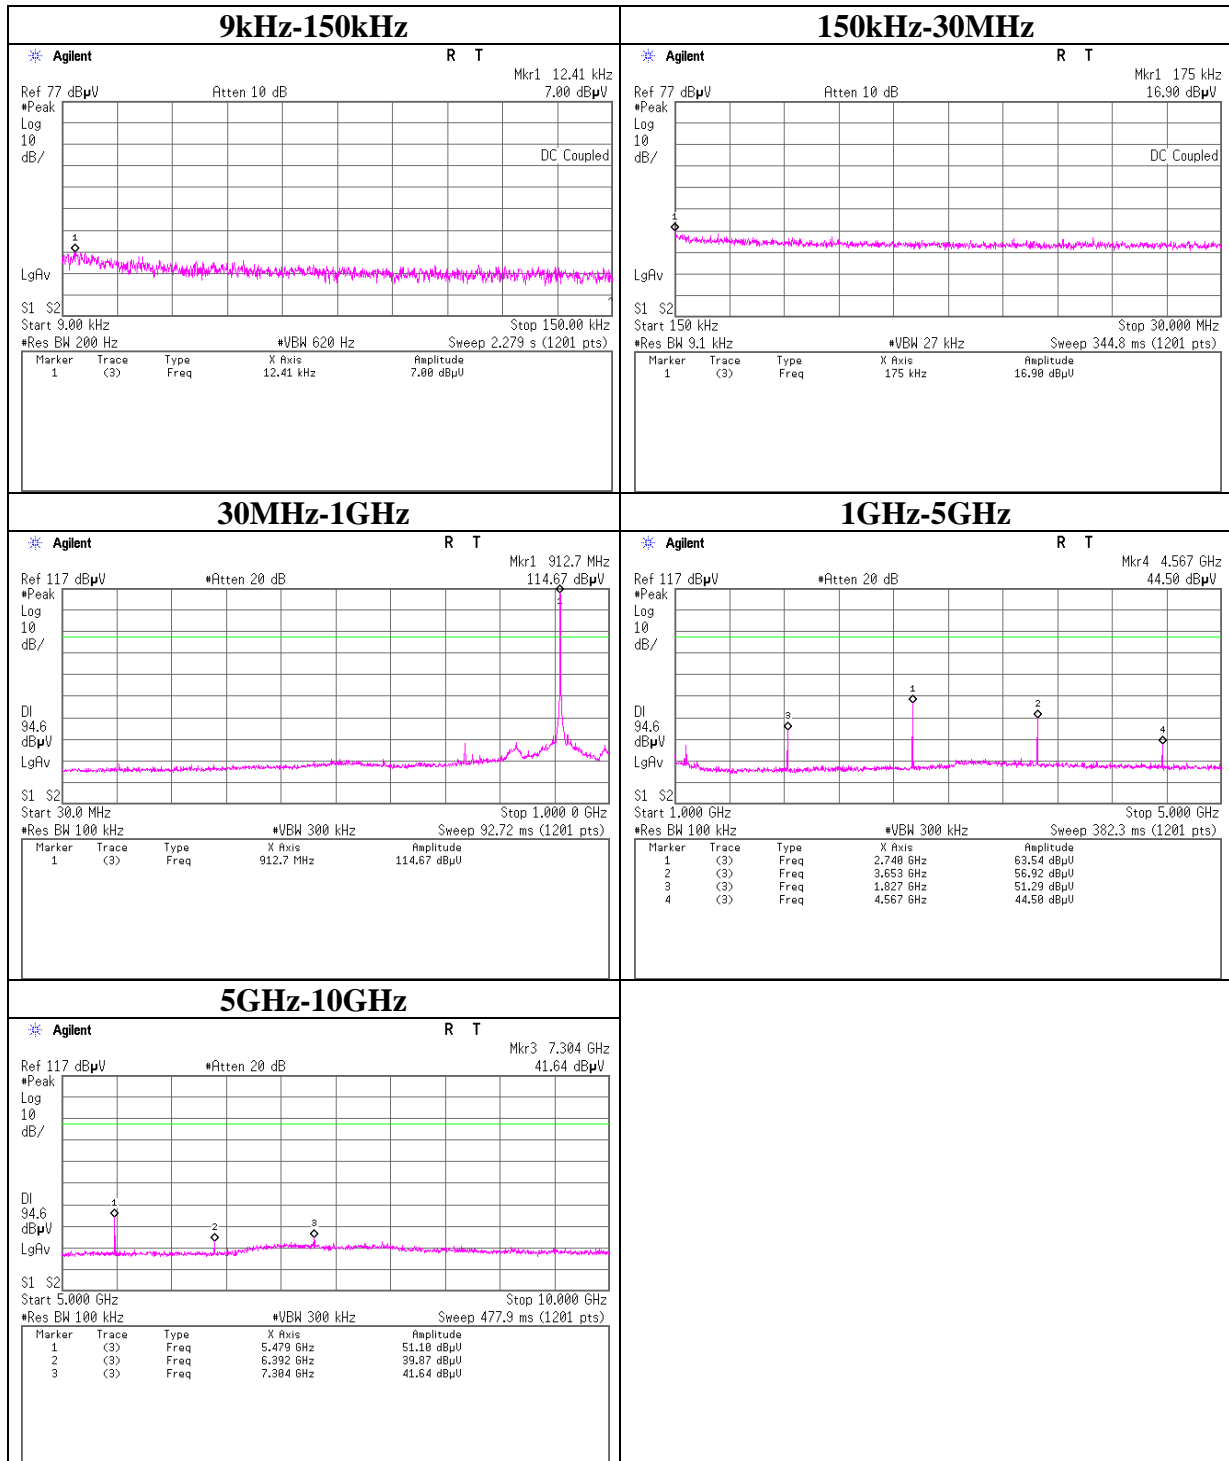 9kHz-150kHz
Agilent
R T
Mkr1 12.41 kHz
Ref 77 dBµV Atten 10 dB 7.00 dBµV
#Peak
Log
10
dB/
DC Coupled
1
LgAv
S1 S2
Start 9.00 kHz Stop 150.00 kHz
#Res BW 200 Hz #VBW 620 Hz Sweep 2.279 s (1201 pts)
Marker Trace Type X Axis Amplitude
1 (3) Freq 12.41 kHz 7.00 dBµV
150kHz-30MHz
Agilent
R T
Mkr1 175 kHz
Ref 77 dBµV Atten 10 dB 16.90 dBµV
#Peak
Log
10
dB/
DC Coupled
1
LgAv
S1 S2
Start 150 kHz Stop 30.000 MHz
#Res BW 9.1 kHz #VBW 27 kHz Sweep 344.8 ms (1201 pts)
Marker Trace Type X Axis Amplitude
1 (3) Freq 175 kHz 16.90 dBµV
30MHz-1GHz
Agilent
R T
Mkr1 912.7 MHz
Ref 117 dBµV #Atten 20 dB 114.67 dBµV
#Peak
Log
10
dB/
1
DI
94.6
dBµV
LgAv
S1 S2
Start 30.0 MHz Stop 1.000 0 GHz
#Res BW 100 kHz #VBW 300 kHz Sweep 92.72 ms (1201 pts)
Marker Trace Type X Axis Amplitude
1 (3) Freq 912.7 MHz 114.67 dBµV
1GHz-5GHz
Agilent
R T
Mkr4 4.567 GHz
Ref 117 dBµV #Atten 20 dB 44.50 dBµV
#Peak
Log
10
dB/
1
2
3
4
DI
94.6
dBµV
LgAv
S1 S2
Start 1.000 GHz Stop 5.000 GHz
#Res BW 100 kHz #VBW 300 kHz Sweep 382.3 ms (1201 pts)
Marker Trace Type X Axis Amplitude
1 (3) Freq 2.740 GHz 63.54 dBµV
2 (3) Freq 3.653 GHz 56.92 dBµV
3 (3) Freq 1.827 GHz 51.29 dBµV
4 (3) Freq 4.567 GHz 44.50 dBµV
5GHz-10GHz
Agilent
R T
Mkr3 7.304 GHz
Ref 117 dBµV #Atten 20 dB 41.64 dBµV
#Peak
Log
10
dB/
1
2
3
DI
94.6
dBµV
LgAv
S1 S2
Start 5.000 GHz Stop 10.000 GHz
#Res BW 100 kHz #VBW 300 kHz Sweep 477.9 ms (1201 pts)
Marker Trace Type X Axis Amplitude
1 (3) Freq 5.479 GHz 51.10 dBµV
2 (3) Freq 6.392 GHz 39.87 dBµV
3 (3) Freq 7.304 GHz 41.64 dBµV